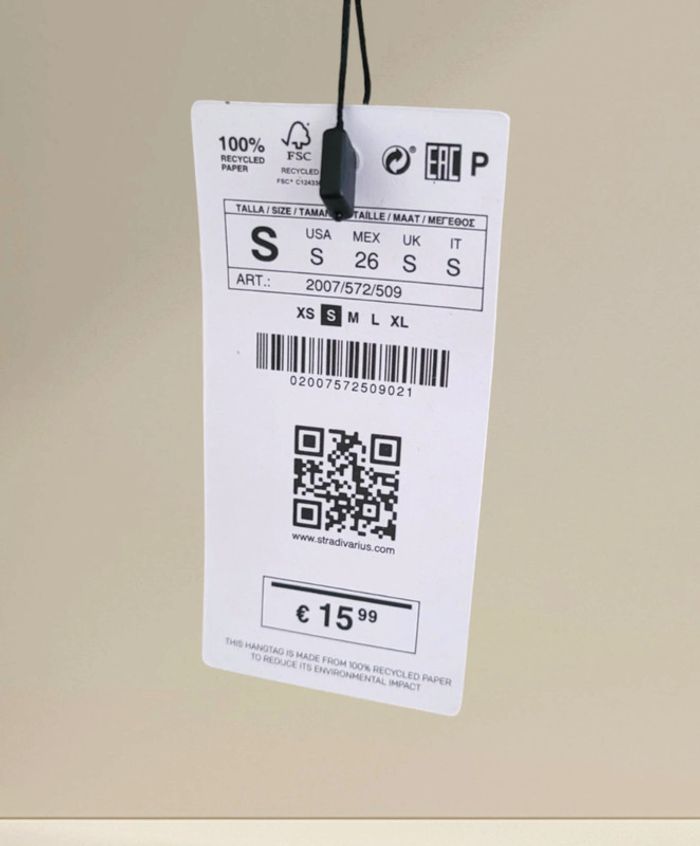 100%
RECYCLED
PAPER
FSC
RECYCLED
EAC P
TALLA / SIZE / / TAILLE / MAAT / ΜΕΓΕΘΟΣ
S USA MEX UK IT
S 26 S S
ART.: 2007/572/509
XS S M L XL
02007572509021
www.stradivarius.com
€ 15 99
THIS HANGTAG IS MADE FROM 100% RECYCLED PAPER
TO REDUCE ITS ENVIRONMENTAL IMPACT